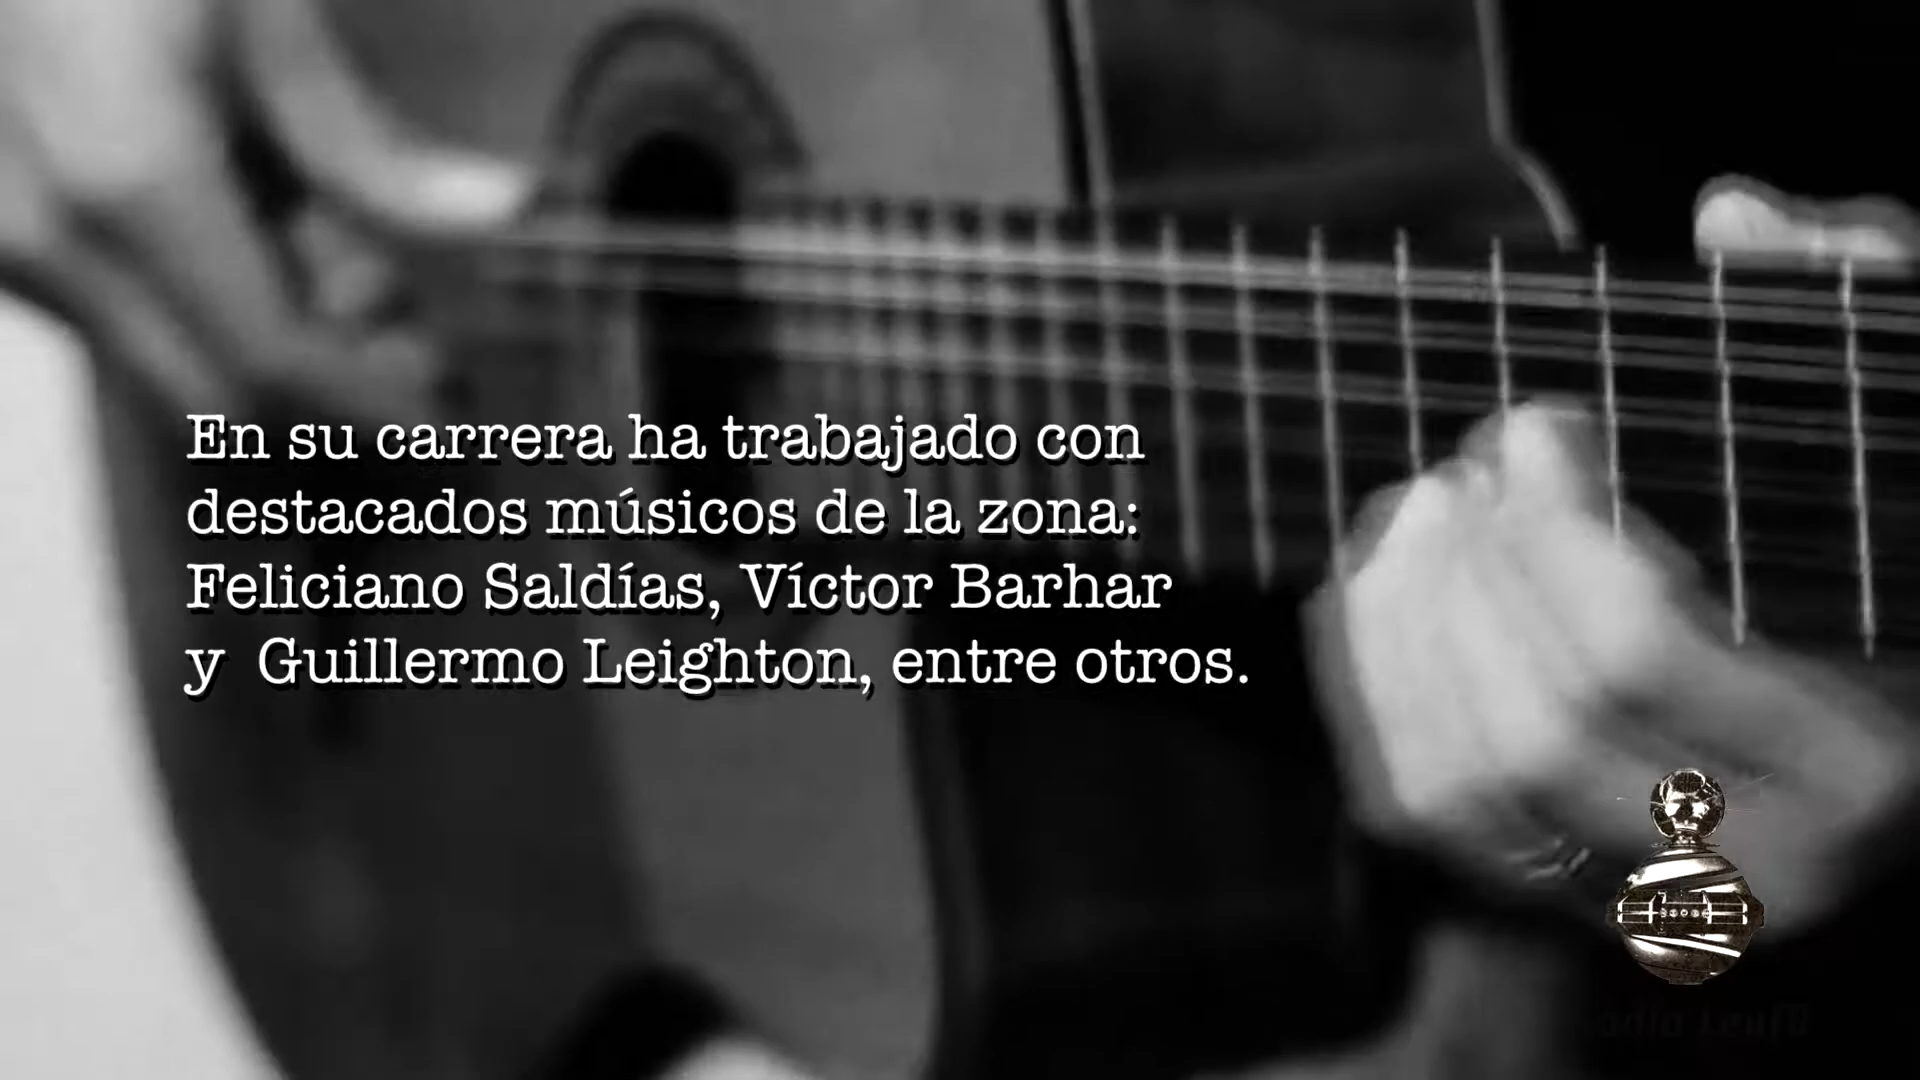 En su carrera ha trabajado con
destacados músicos de la zona:
Feliciano Saldías, Víctor Barhar
y  Guillermo Leighton, entre otros.